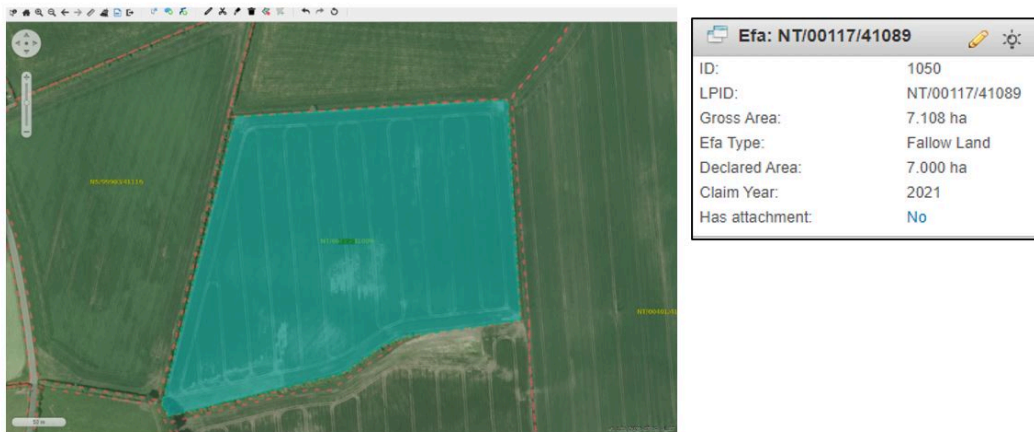 Efa: NT/00117/41089
ID: 1050
LPID: NT/00117/41089
Gross Area: 7.108 ha
Efa Type: Fallow Land
Declared Area: 7.000 ha
Claim Year: 2021
Has attachment: No